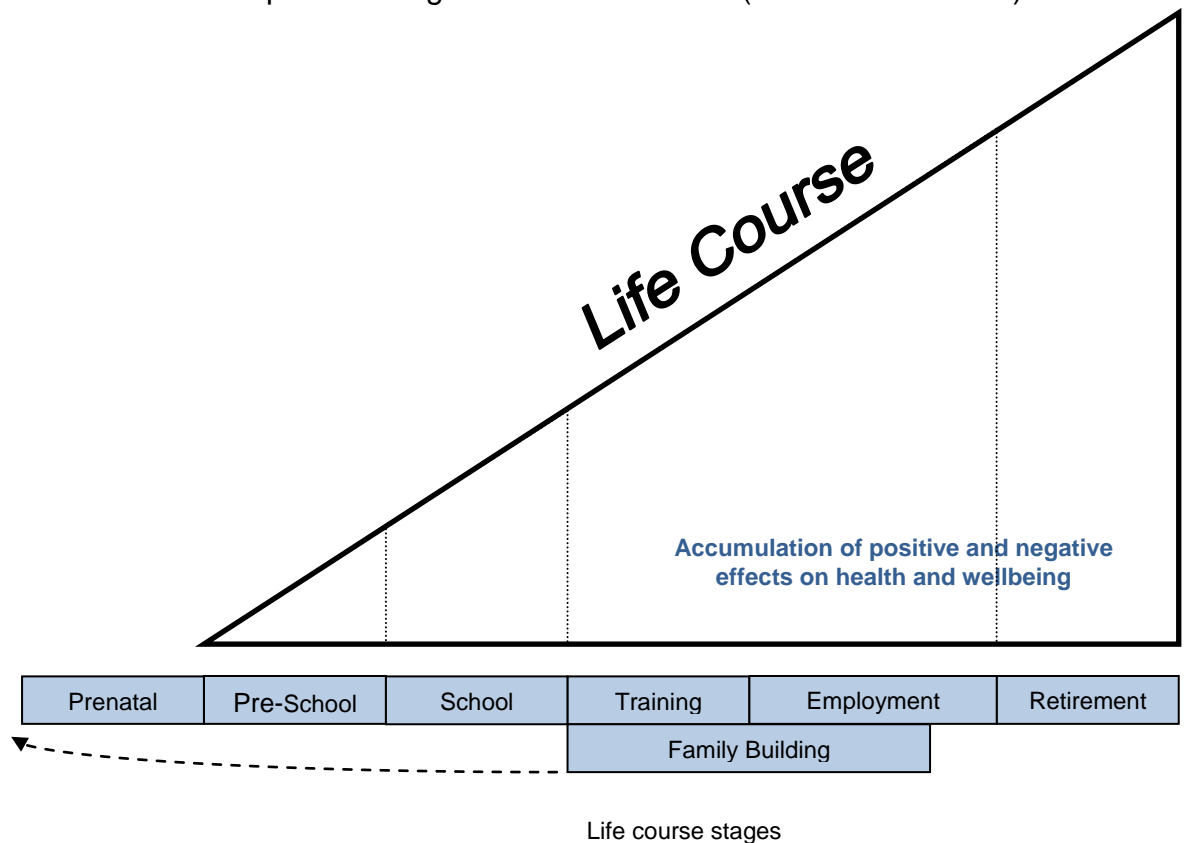 Life Course
Accumulation of positive and negative
effects on health and wellbeing
Prenatal
Pre-School
School
Training
Employment
Retirement
Family Building
Life course stages